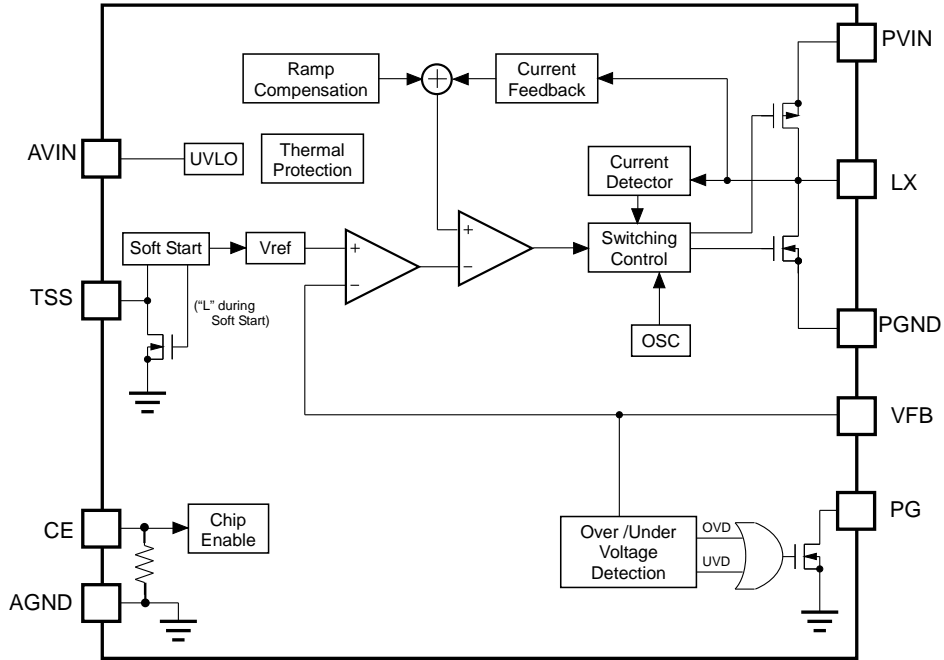 PVIN
Ramp
Compensation
+
Current
Feedback
AVIN
UVLO
Thermal
Protection
Current
Detector
LX
Soft Start
Vref
+
−
+
−
Switching
Control
TSS
("L" during
Soft Start)
OSC
PGND
VFB
CE
Chip
Enable
Over /Under
Voltage
Detection
OVD
UVD
PG
AGND